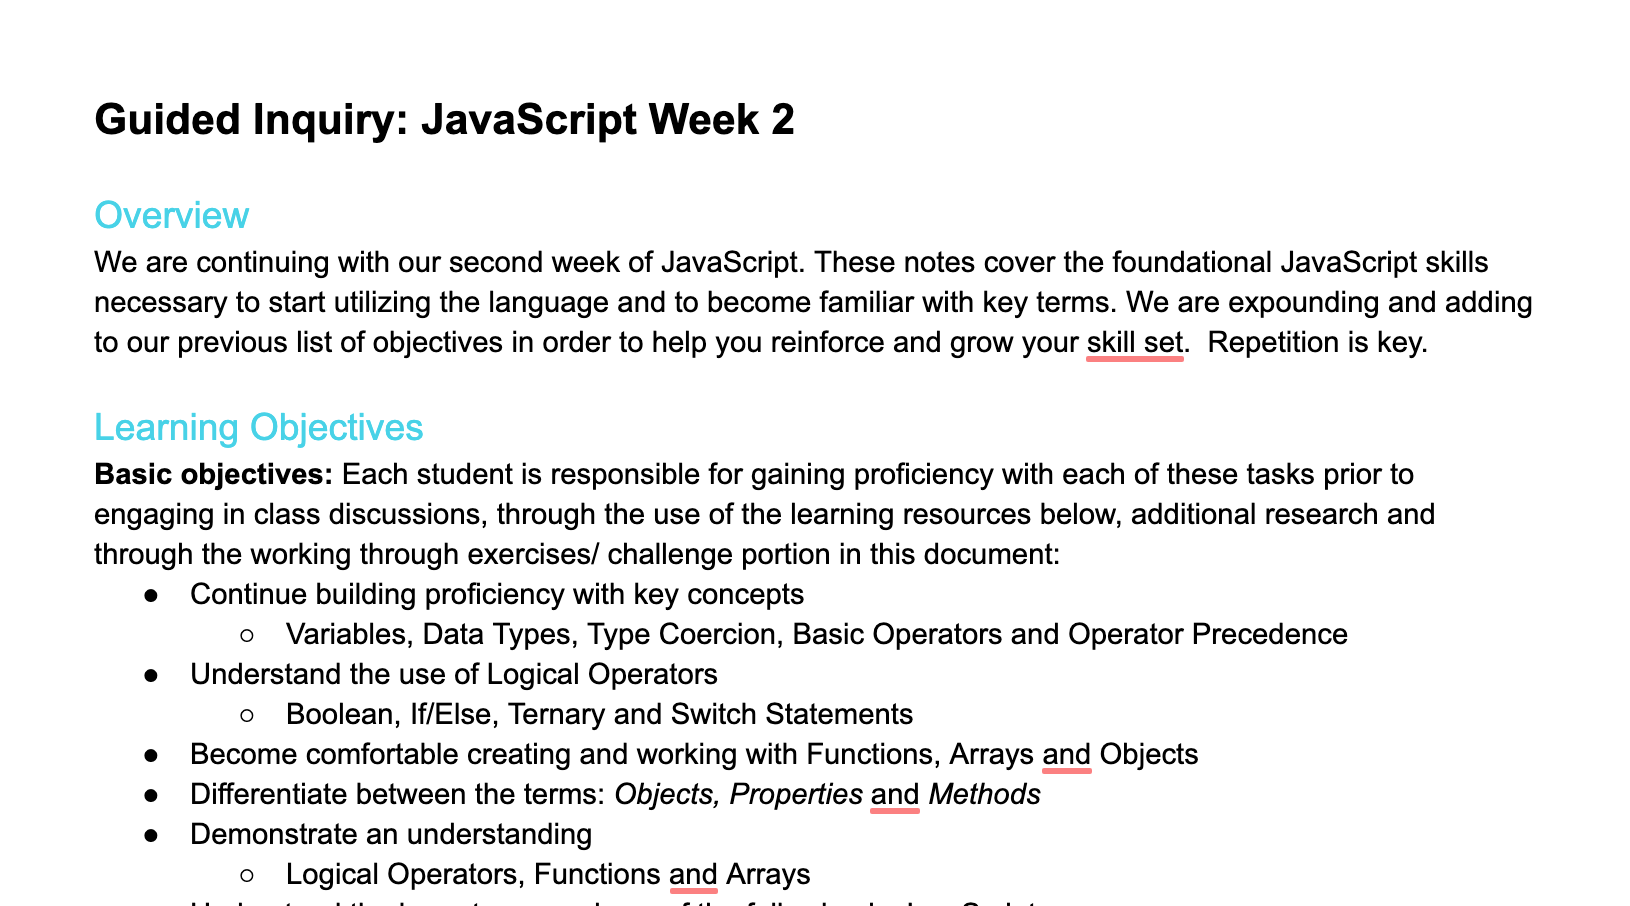 Guided Inquiry: JavaScript Week 2
Overview
We are continuing with our second week of JavaScript. These notes cover the foundational JavaScript skills
necessary to start utilizing the language and to become familiar with key terms. We are expounding and adding
to our previous list of objectives in order to help you reinforce and grow your skill set.  Repetition is key.
Learning Objectives
Basic objectives: Each student is responsible for gaining proficiency with each of these tasks prior to
engaging in class discussions, through the use of the learning resources below, additional research and
through the working through exercises/ challenge portion in this document:
● Continue building proficiency with key concepts
○ Variables, Data Types, Type Coercion, Basic Operators and Operator Precedence
● Understand the use of Logical Operators
○ Boolean, If/Else, Ternary and Switch Statements
● Become comfortable creating and working with Functions, Arrays and Objects
● Differentiate between the terms: Objects, Properties and Methods
● Demonstrate an understanding
○ Logical Operators, Functions and Arrays